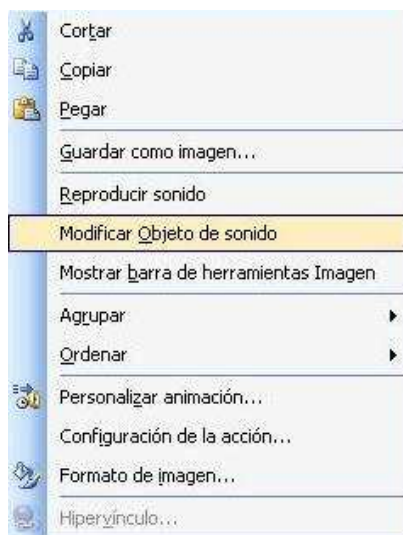 Cortar
Copiar
Pegar
Guardar como imagen...
Reproducir sonido
Modificar Objeto de sonido
Mostrar barra de herramientas Imagen
Agrupar
Ordenar
Personalizar animación...
Configuración de la acción...
Formato de imagen...
Hipervínculo...